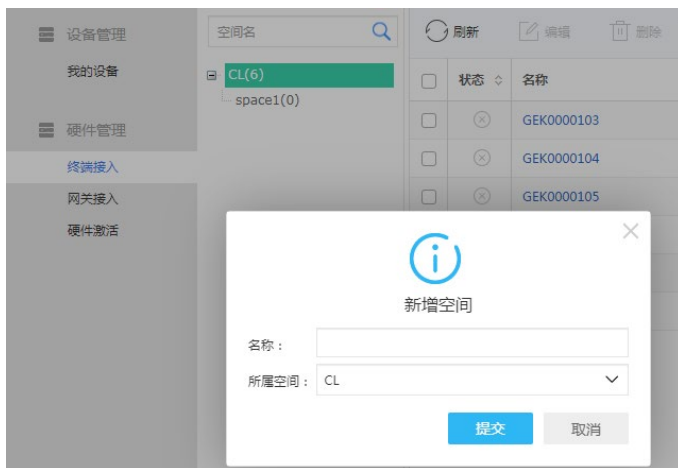 设备管理
我的设备
硬件管理
终端接入
网关接入
硬件激活
空间名
CL(6)
space1(0)
刷新 编辑 删除
状态 名称
GEK0000103
GEK0000104
GEK0000105
新增空间
名称：
所属空间： CL
提交 取消